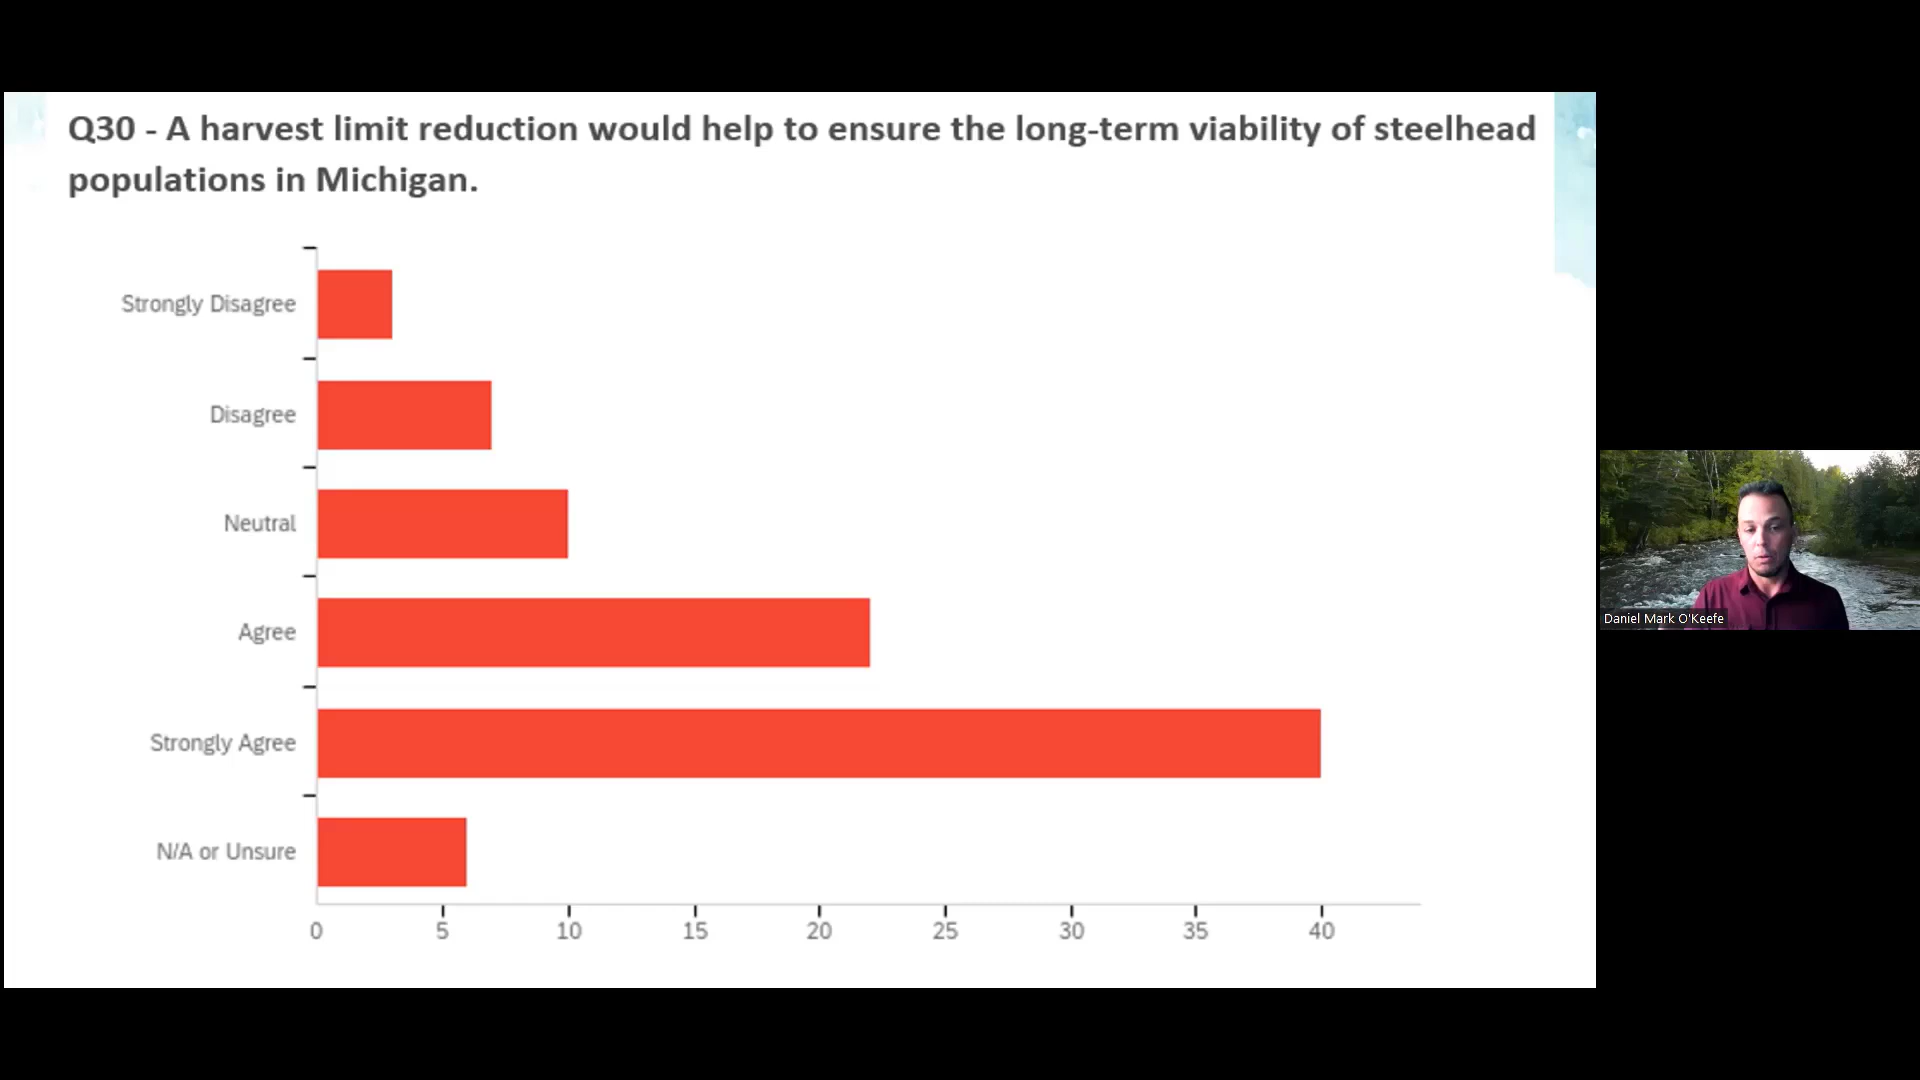 Q30 - A harvest limit reduction would help to ensure the long-term viability of steelhead
populations in Michigan.
Strongly Disagree
Disagree
Neutral
Agree
Strongly Agree
N/A or Unsure
0 5 10 15 20 25 30 35 40
Daniel Mark O'Keefe